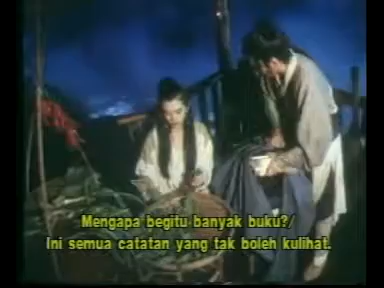 Mengapa begitu banyak buku?/
Ini semua catatan yang tak boleh kulihat.